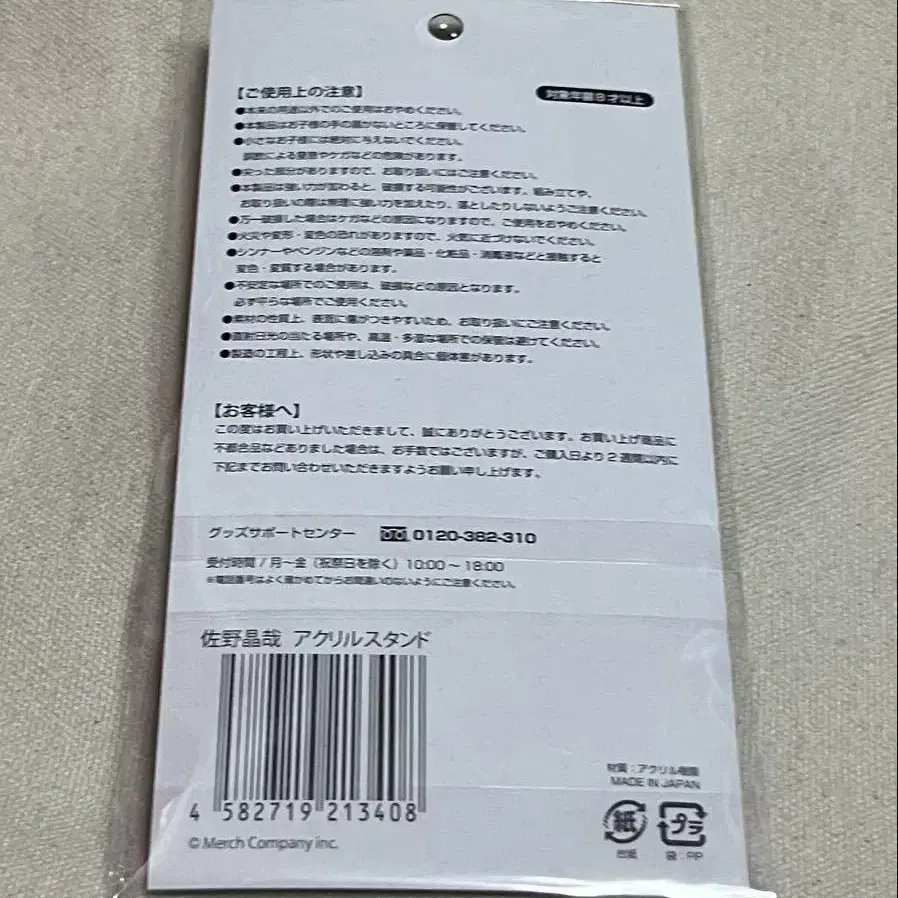 【ご使用上の注意】
対象年齢8才以上
●本来の用途以外でのご使用はおやめください。
●本製品はお子様の手の届かないところに保管してください。
●小さなお子様には絶対に与えないでください。
誤飲による窒息やケガなどの危険があります。
●尖った部分がありますので、お取り扱いにはご注意ください。
●本製品は強い力が加わると、破損する可能性がございます。組み立てや、
お取り扱いの際は無理に強い力を加えたり、落としたりしないようご注意ください。
●万一破損した場合はケガなどの原因になりますので、ご使用をおやめください。
●火災や変形・変色の恐れがありますので、火気に近づけないでください。
●シンナーやベンジンなどの溶剤や薬品・化粧品・消毒液などと接触すると
変色・変質する場合があります。
●不安定な場所でのご使用は、破損などの原因となります。
必ず平らな場所でご使用ください。
●素材の性質上、表面に傷がつきやすいため、お取り扱いにご注意ください。
●直射日光の当たる場所や、高温・多湿な場所での保管は避けてください。
●製造の工程上、形状や差し込みの具合に個体差があります。
【お客様へ】
この度はお買い上げいただきまして、誠にありがとうございます。お買い上げ商品に
不都合品などありました場合は、お手数ではございますが、ご購入日より2週間以内に
下記までお問い合わせいただきますようお願い申し上げます。
グッズサポートセンター 0120-382-310
受付時間/月～金（祝祭日を除く）10:00～18:00
※電話番号はよく確かめてからお間違いのないようにご注意ください。
佐野晶哉 アクリルスタンド
4 582719 213408
© Merch Company inc.
材質：アクリル樹脂
MADE IN JAPAN
紙
プラ
台紙
袋：PP